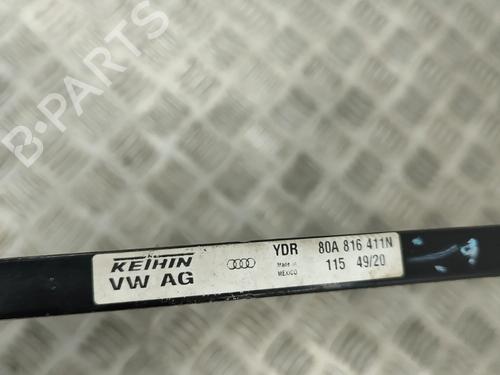 B-PARTS
KEIHIN
VW AG
YDR 80A 816 411N
Made in
MEXICO
115 49/20